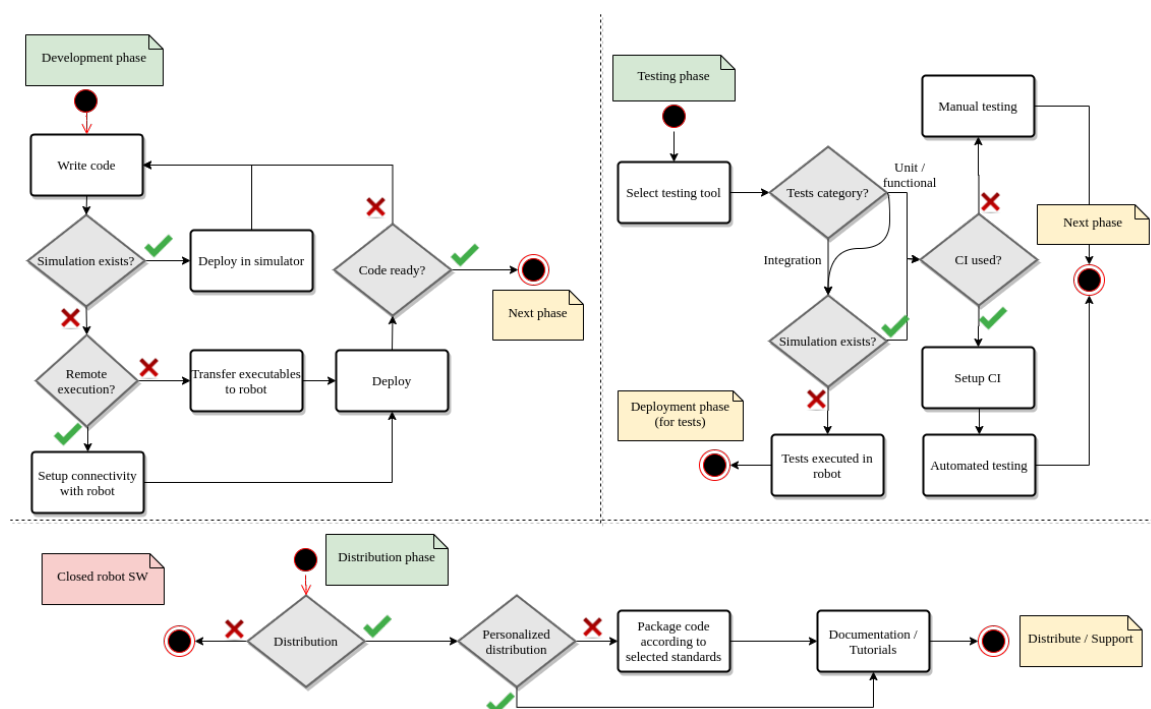 Development phase
Write code
Simulation exists?
Deploy in simulator
Code ready?
Next phase
Remote
execution?
Transfer executables
to robot
Deploy
Setup connectivity
with robot
Testing phase
Select testing tool
Tests category?
Unit /
functional
Integration
Simulation exists?
Manual testing
Next phase
CI used?
Setup CI
Automated testing
Deployment phase
(for tests)
Tests executed in
robot
Closed robot SW
Distribution phase
Distribution
Personalized
distribution
Package code
according to
selected standards
Documentation /
Tutorials
Distribute / Support